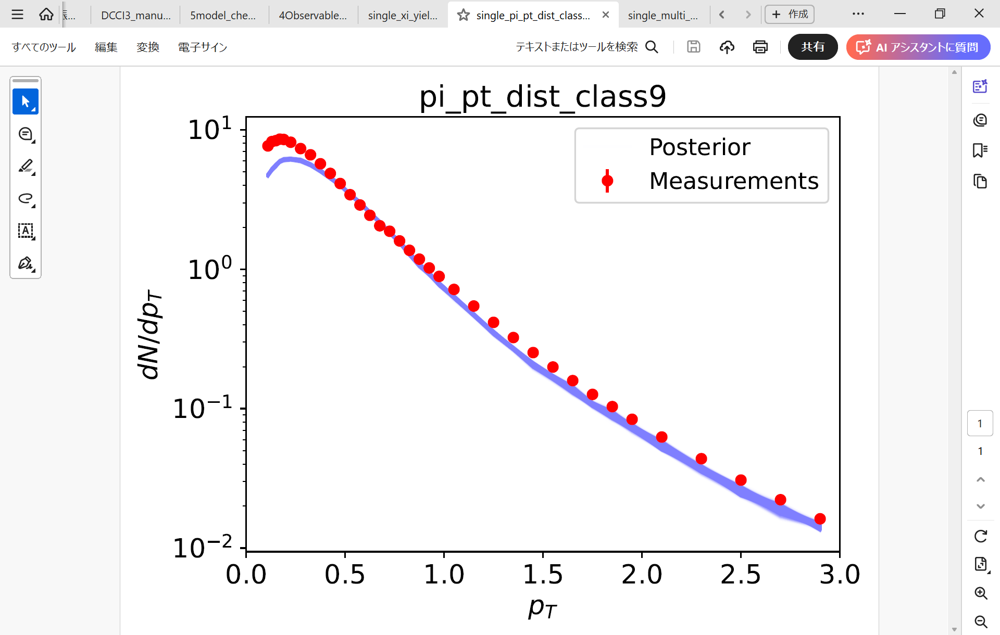 DCCI3_manu...
5model_che...
4Observable...
single_xi_yiel...
single_pi_pt_dist_class...
single_multi_...
作成
すべてのツール
編集
変換
電子サイン
テキストまたはツールを検索
共有
AI アシスタントに質問
pi_pt_dist_class9
Posterior
Measurements
10¹
10⁰
10⁻¹
10⁻²
dN/dp_T
0.0 0.5 1.0 1.5 2.0 2.5 3.0
p_T
1
1